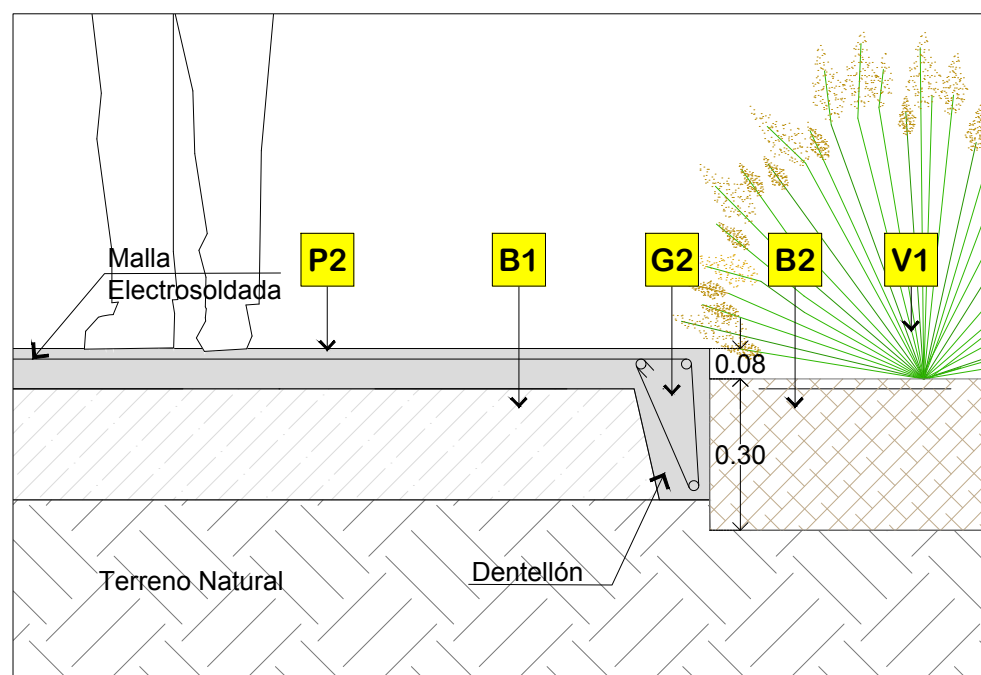 Malla
Electrosoldada
P2
B1
G2
B2
V1
0.08
0.30
Terreno Natural
Dentellón